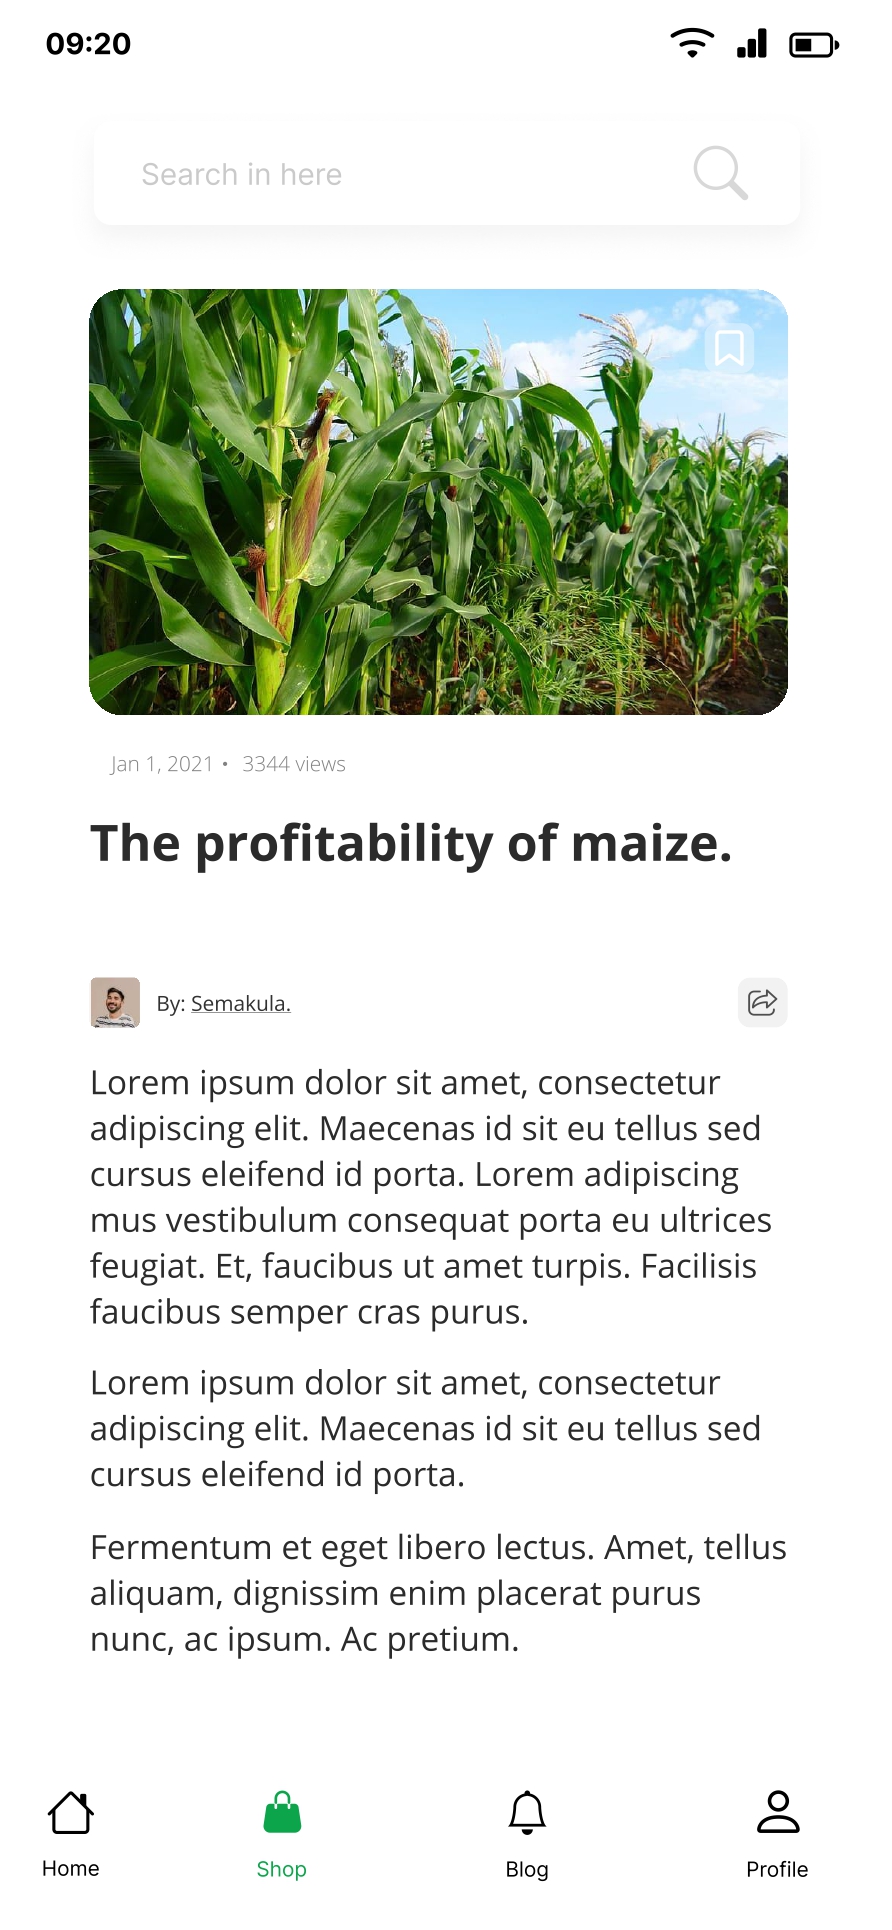 09:20
Search in here
Jan 1, 2021 • 3344 views
The profitability of maize.
By: Semakula.
Lorem ipsum dolor sit amet, consectetur
adipiscing elit. Maecenas id sit eu tellus sed
cursus eleifend id porta. Lorem adipiscing
mus vestibulum consequat porta eu ultrices
feugiat. Et, faucibus ut amet turpis. Facilisis
faucibus semper cras purus.
Lorem ipsum dolor sit amet, consectetur
adipiscing elit. Maecenas id sit eu tellus sed
cursus eleifend id porta.
Fermentum et eget libero lectus. Amet, tellus
aliquam, dignissim enim placerat purus
nunc, ac ipsum. Ac pretium.
Home Shop Blog Profile